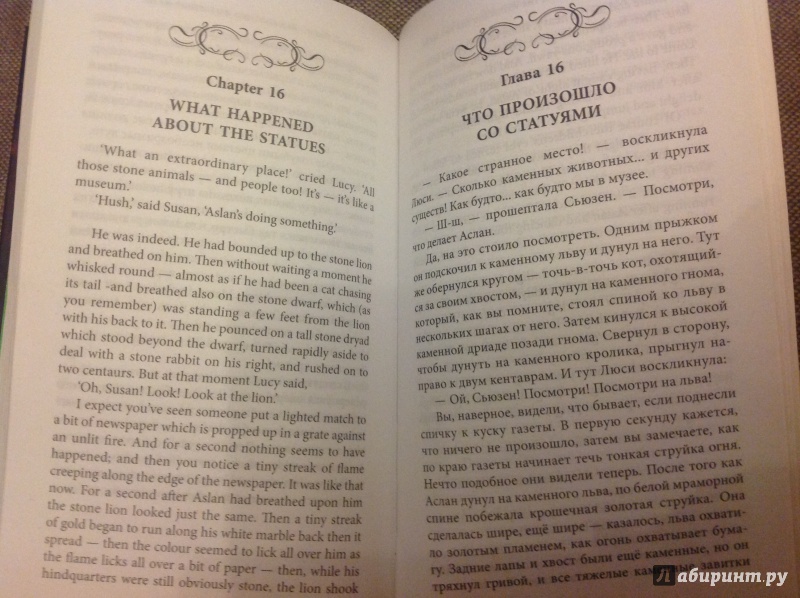 Chapter 16
WHAT HAPPENED
ABOUT THE STATUES
'What an extraordinary place!' cried Lucy. 'All
those stone animals — and people too! It's — it's like a
museum.'
'Hush,' said Susan, 'Aslan's doing something.'
He was indeed. He had bounded up to the stone lion
and breathed on him. Then without waiting a moment he
whisked round — almost as if he had been a cat chasing
its tail -and breathed also on the stone dwarf, which (as
you remember) was standing a few feet from the lion
with his back to it. Then he pounced on a tall stone dryad
which stood beyond the dwarf, turned rapidly aside to
deal with a stone rabbit on his right, and rushed on to
two centaurs. But at that moment Lucy said,
'Oh, Susan! Look! Look at the lion.'
I expect you've seen someone put a lighted match to
a bit of newspaper which is propped up in a grate against
an unlit fire. And for a second nothing seems to have
happened; and then you notice a tiny streak of flame
creeping along the edge of the newspaper. It was like that
now. For a second after Aslan had breathed upon him
the stone lion looked just the same. Then a tiny streak
of gold began to run along his white marble back then it
spread — then the colour seemed to lick all over him as
the flame licks all over a bit of paper — then, while his
hindquarters were still obviously stone, the lion shook
Глава 16
ЧТО ПРОИЗОШЛО
СО СТАТУЯМИ
— Какое странное место! — воскликнула
Люси. — Сколько каменных животных... и других
существ! Как будто... как будто мы в музее.
— Ш-ш, — прошептала Сьюзен. — Посмотри,
что делает Аслан.
Да, на это стоило посмотреть. Одним прыжком
он подскочил к каменному льву и дунул на него. Тут
же обернулся кругом — точь-в-точь кот, охотящий-
ся за своим хвостом, — и дунул на каменного гнома,
который, как вы помните, стоял спиной ко льву в
нескольких шагах от него. Затем кинулся к высокой
каменной дриаде позади гнома. Свернул в сторону,
чтобы дунуть на каменного кролика, прыгнул на-
право к двум кентаврам. И тут Люси воскликнула:
— Ой, Сьюзен! Посмотри! Посмотри на льва!
Вы, наверное, видели, что бывает, если поднести
спичку к куску газеты. В первую секунду кажется,
что ничего не произошло, затем вы замечаете, как
по краю газеты начинает течь тонкая струйка огня.
Нечто подобное они видели теперь. После того как
Аслан дунул на каменного льва, по белой мраморной
спине побежала крошечная золотая струйка. Она
сделалась шире, ещё шире — казалось, льва охвати-
ло золотым пламенем, как огонь охватывает бума-
гу. Задние лапы и хвост были ещё каменные, но он
тряхнул гривой, и все тяжелые каменные завитки
Лабиринт.ру